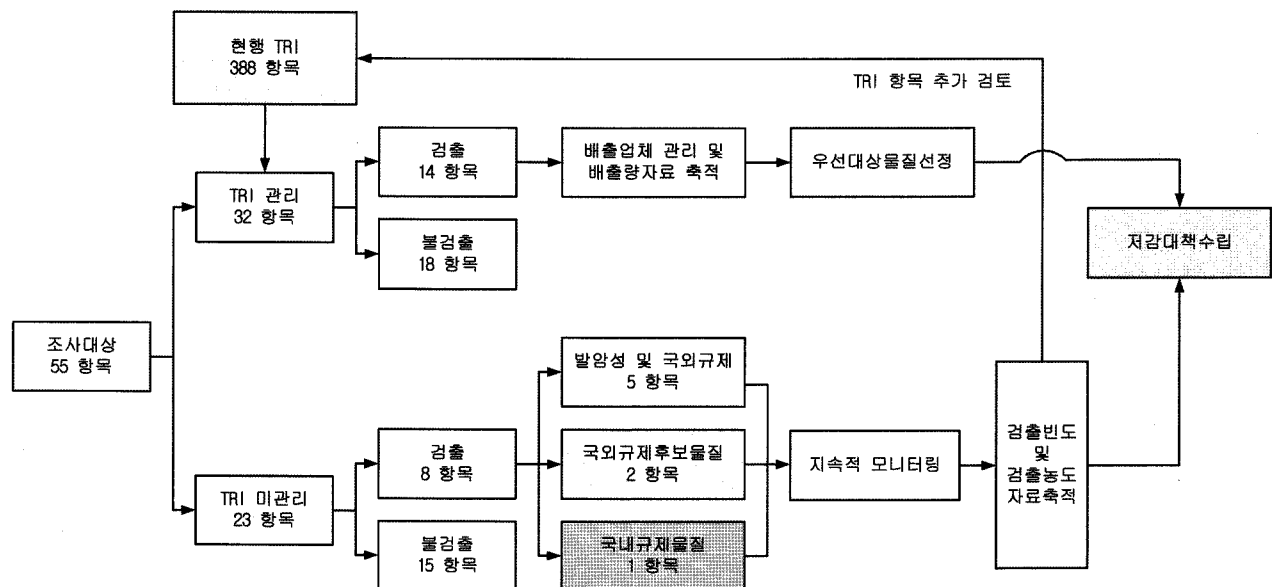 현행 TRI
388 항목
TRI 항목 추가 검토
검출
14 항목
배출업체 관리 및
배출량자료 축적
우선대상물질선정
TRI 관리
32 항목
불검출
18 항목
저감대책수립
조사대상
55 항목
발암성 및 국외규제
5 항목
검출
8 항목
국외규제후보물질
2 항목
지속적 모니터링
검출빈도
및
검출농도
자료축적
TRI 미관리
23 항목
불검출
15 항목
국내규제물질
1 항목